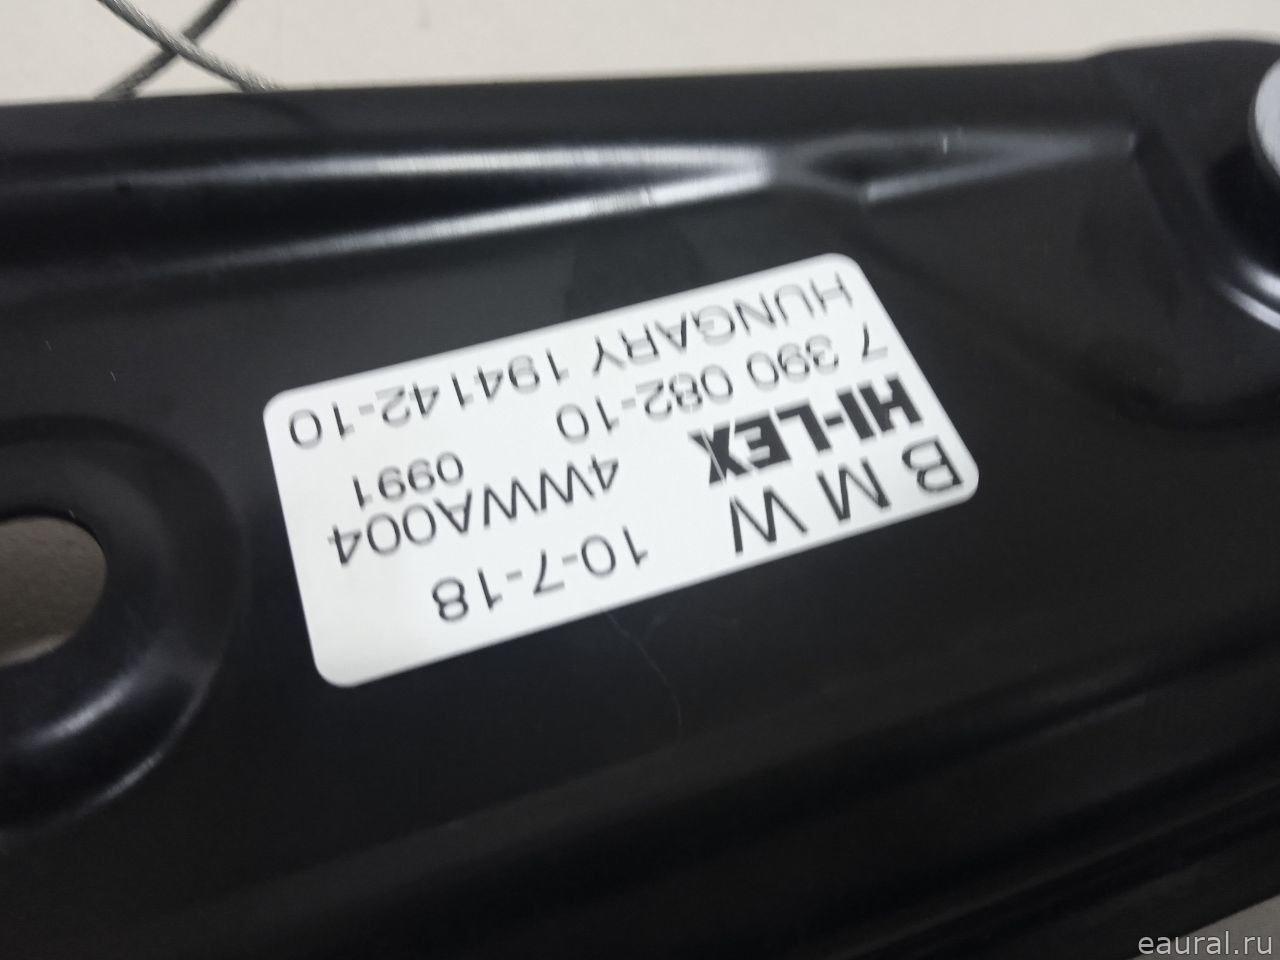 B M W 10-7-18
HI-LEX 4WWA004
0991
7 390 082-10
HUNGARY 194142-10
eaural.ru